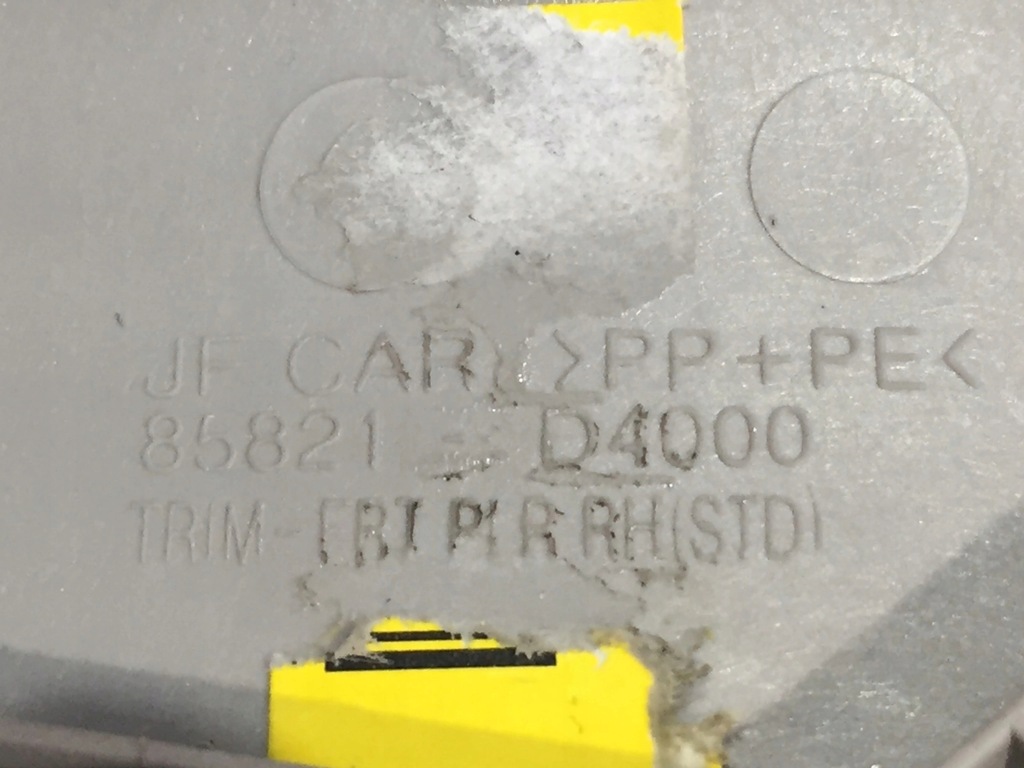 JF CAR >PP+PE<
85821 - D4000
TRIM-FRT PLR RH(STD)